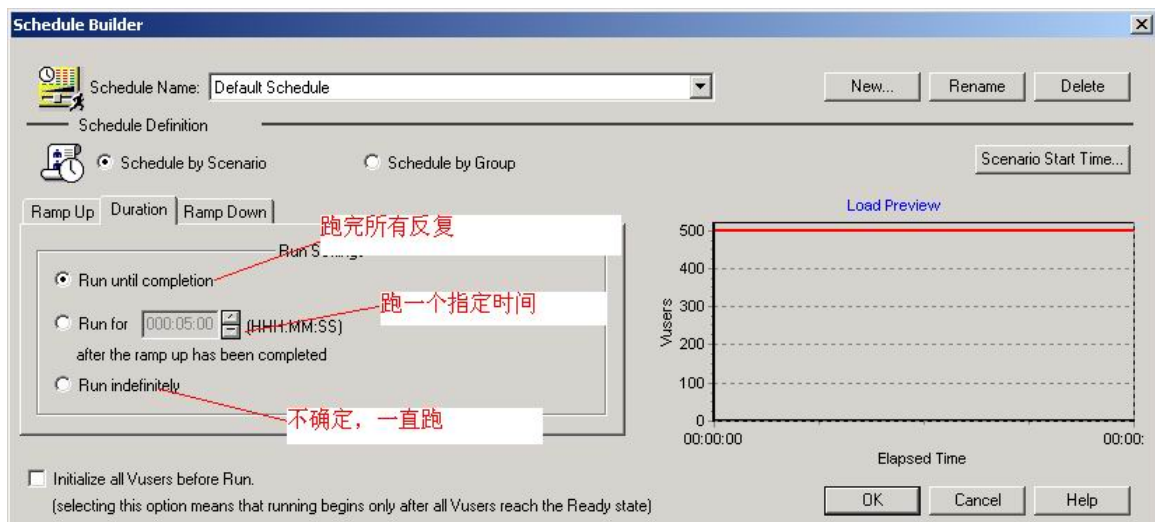 Schedule Builder
Schedule Name: Default Schedule New... Rename Delete
Schedule Definition
Schedule by Scenario Schedule by Group Scenario Start Time...
Ramp Up Duration Ramp Down
跑完所有反复
Run
Run until completion
跑一个指定时间
Run for 000:05:00 (HHH:MM:SS)
after the ramp up has been completed
Run indefinitely
不确定，一直跑
Load Preview
Vusers
500
400
300
200
100
0
00:00:00 00:00:
Elapsed Time
Initialize all Vusers before Run.
(selecting this option means that running begins only after all Vusers reach the Ready state)
OK Cancel Help